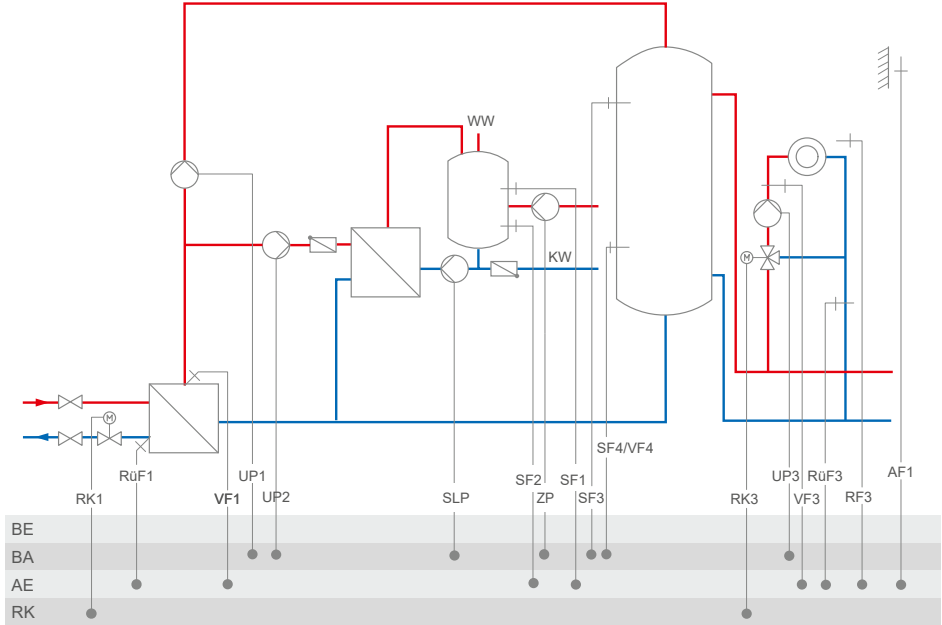 WW
KW
M
M
SF4/VF4
RüF1
UP1
SF2
SF1
UP3
RüF3
AF1
RK1
VF1
UP2
SLP
ZP
SF3
RK3
VF3
RF3
BE
BA
AE
RK